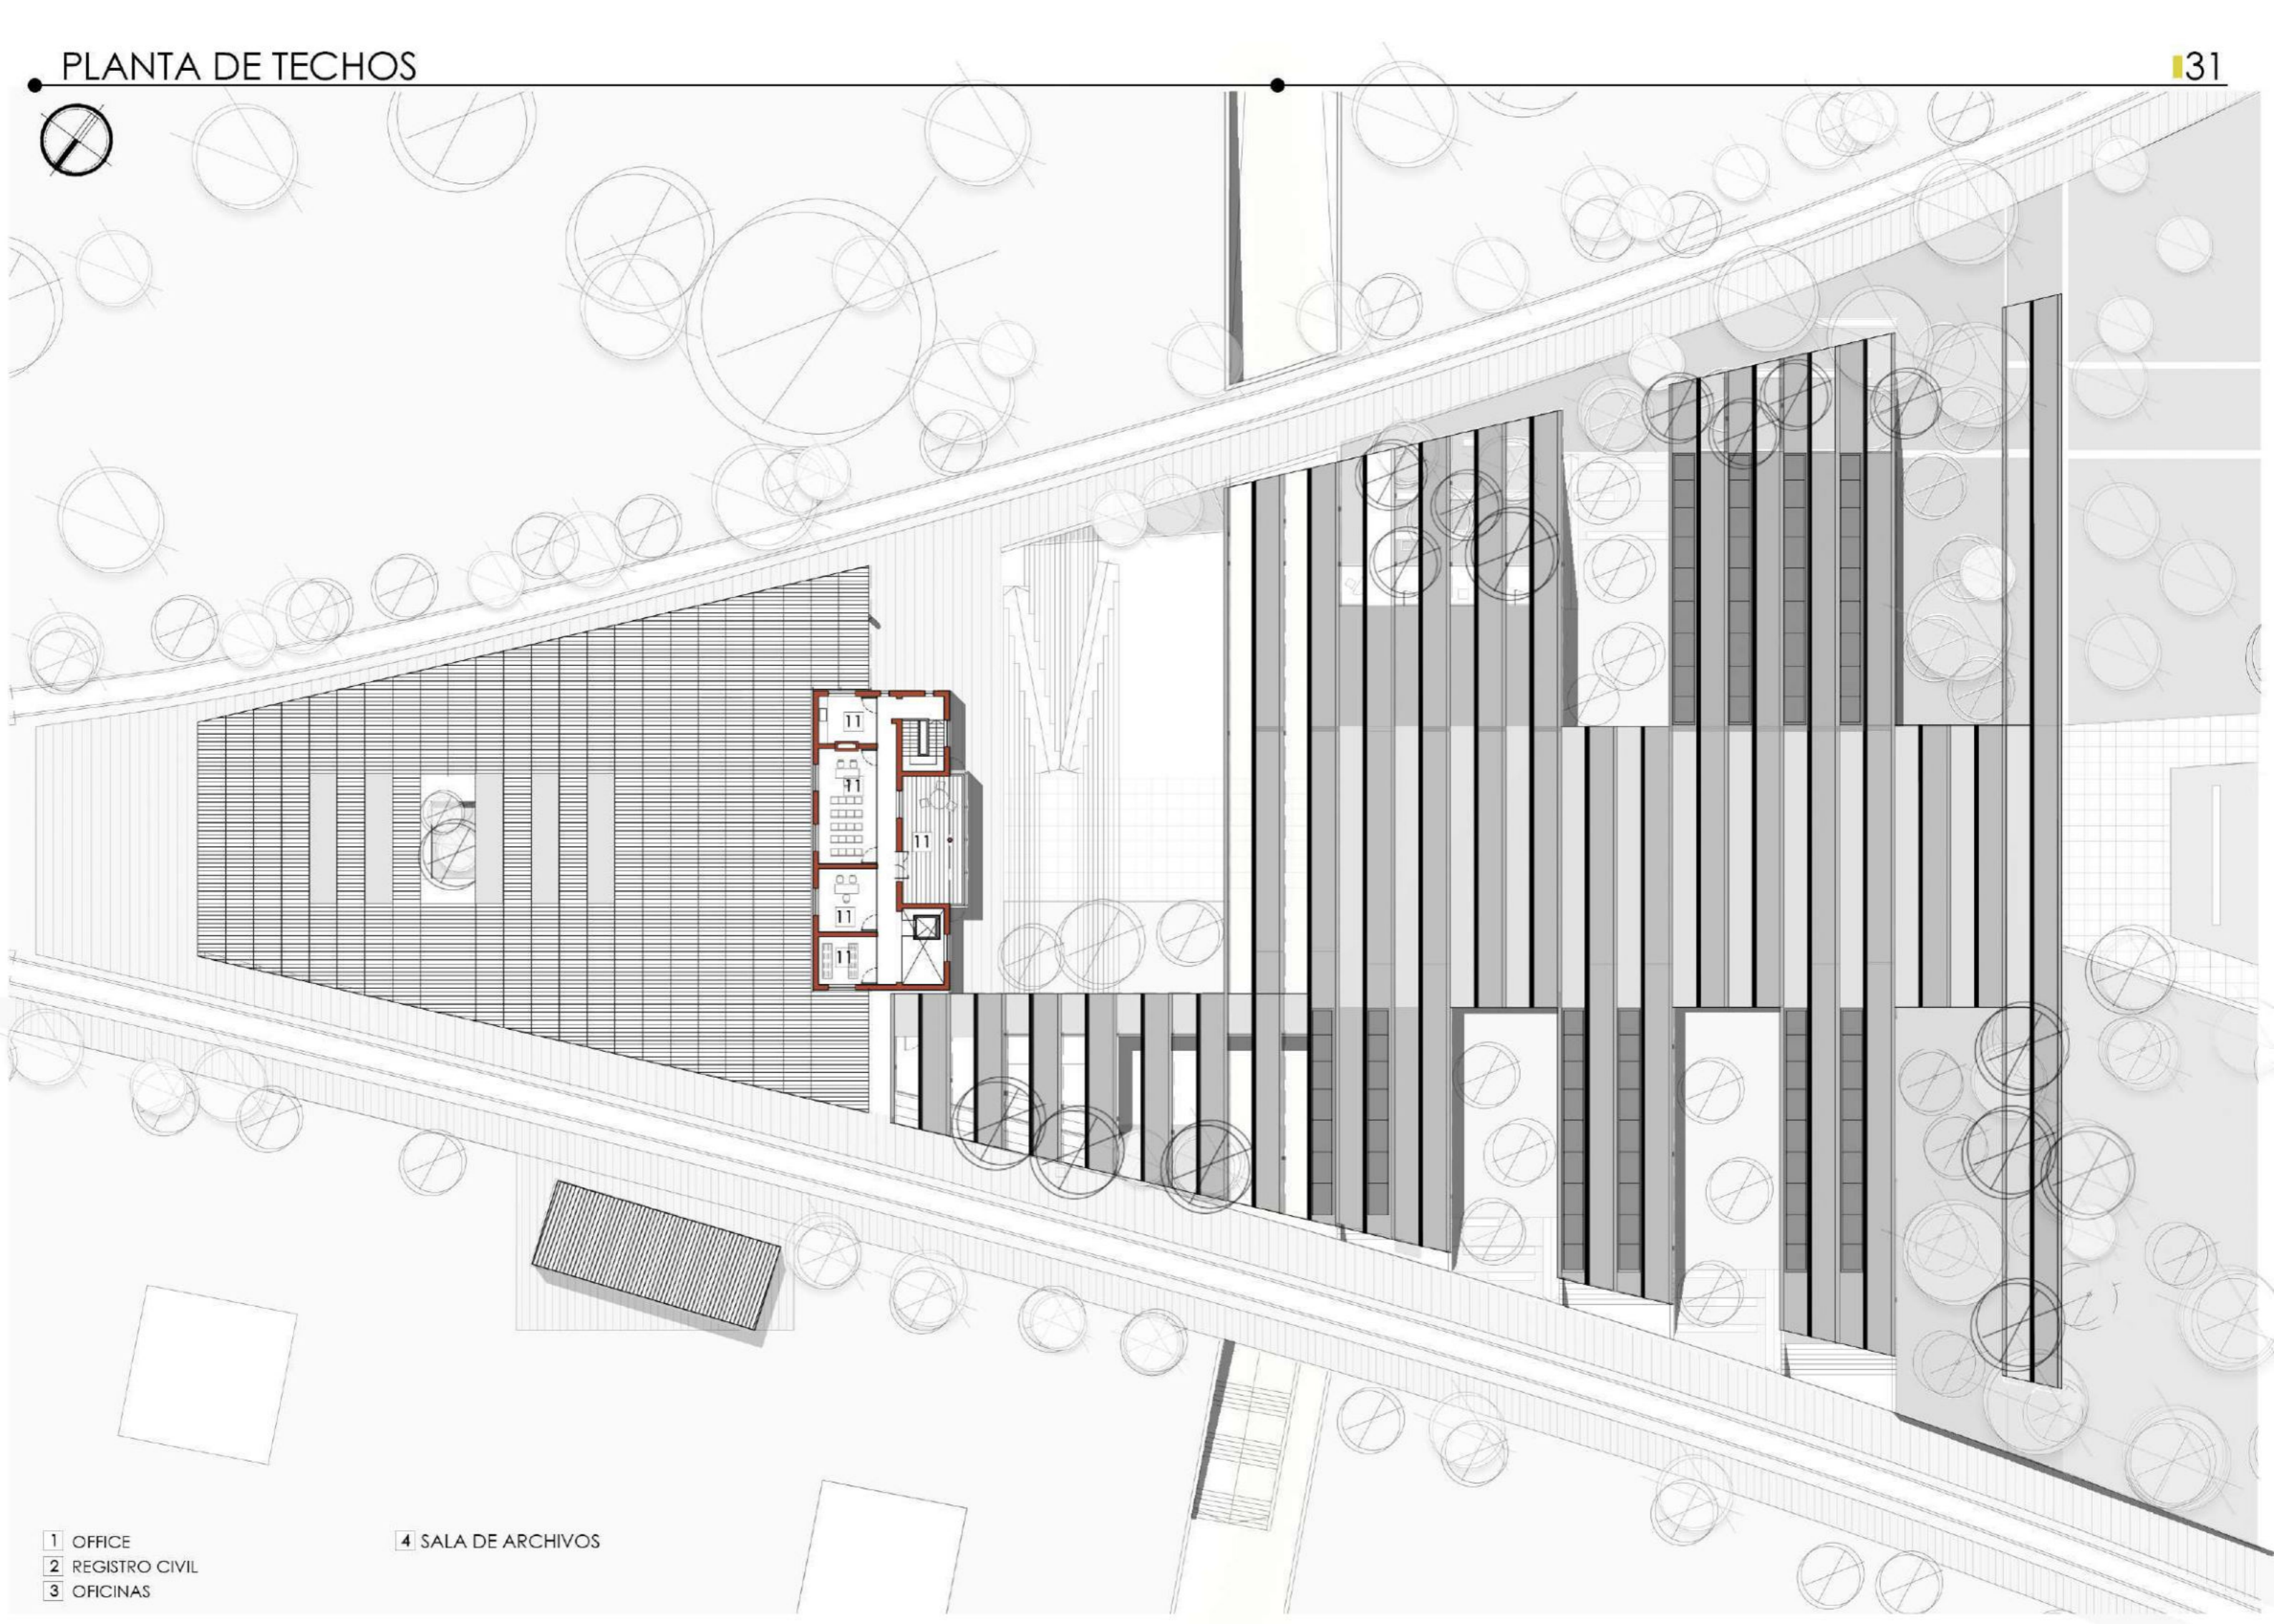 PLANTA DE TECHOS
31
11
11
11
11
11
1 OFFICE
2 REGISTRO CIVIL
3 OFICINAS
4 SALA DE ARCHIVOS